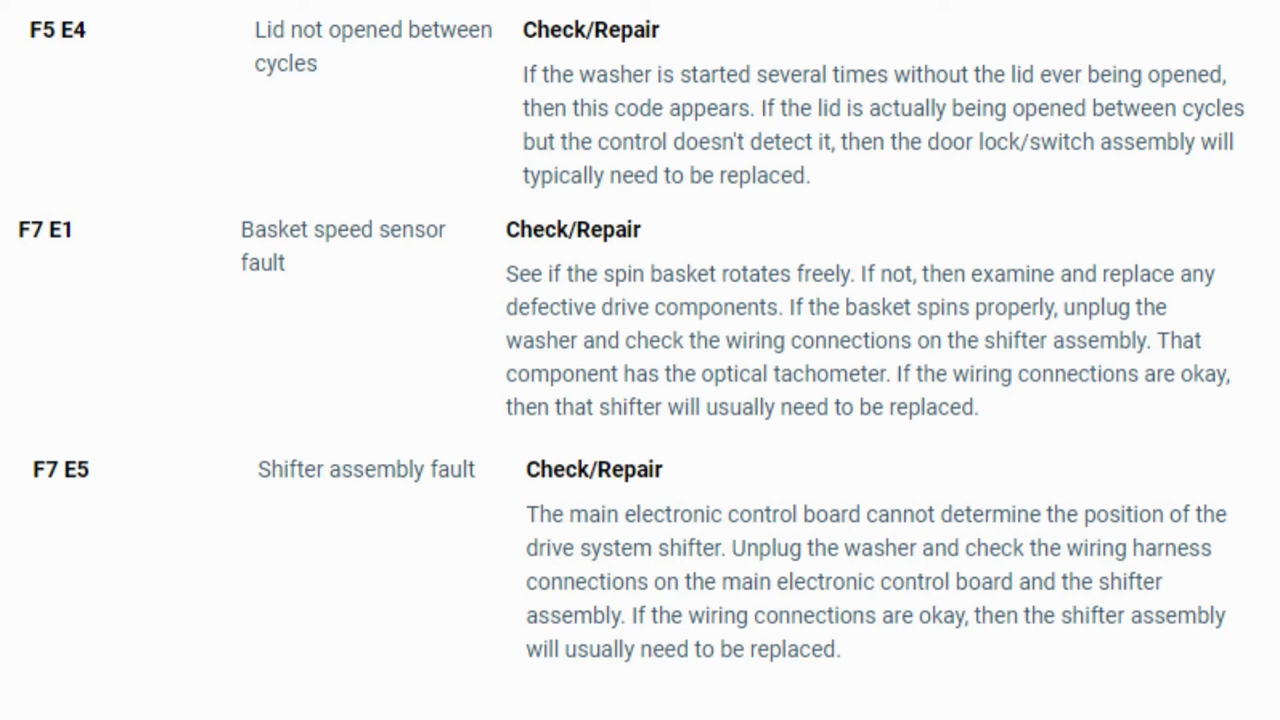 F5 E4 Lid not opened between Check/Repair
cycles
If the washer is started several times without the lid ever being opened,
then this code appears. If the lid is actually being opened between cycles
but the control doesn't detect it, then the door lock/switch assembly will
typically need to be replaced.
F7 E1 Basket speed sensor Check/Repair
fault
See if the spin basket rotates freely. If not, then examine and replace any
defective drive components. If the basket spins properly, unplug the
washer and check the wiring connections on the shifter assembly. That
component has the optical tachometer. If the wiring connections are okay,
then that shifter will usually need to be replaced.
F7 E5 Shifter assembly fault Check/Repair
The main electronic control board cannot determine the position of the
drive system shifter. Unplug the washer and check the wiring harness
connections on the main electronic control board and the shifter
assembly. If the wiring connections are okay, then the shifter assembly
will usually need to be replaced.